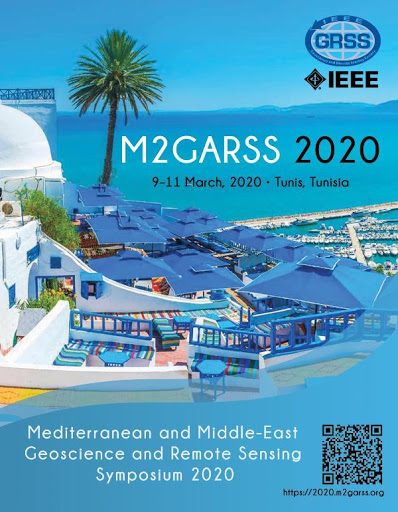 IEEE
GRSS
IEEE
M2GARSS 2020
9-11 March, 2020 • Tunis, Tunisia
Mediterranean and Middle-East
Geoscience and Remote Sensing
Symposium 2020
https://2020.m2garss.org